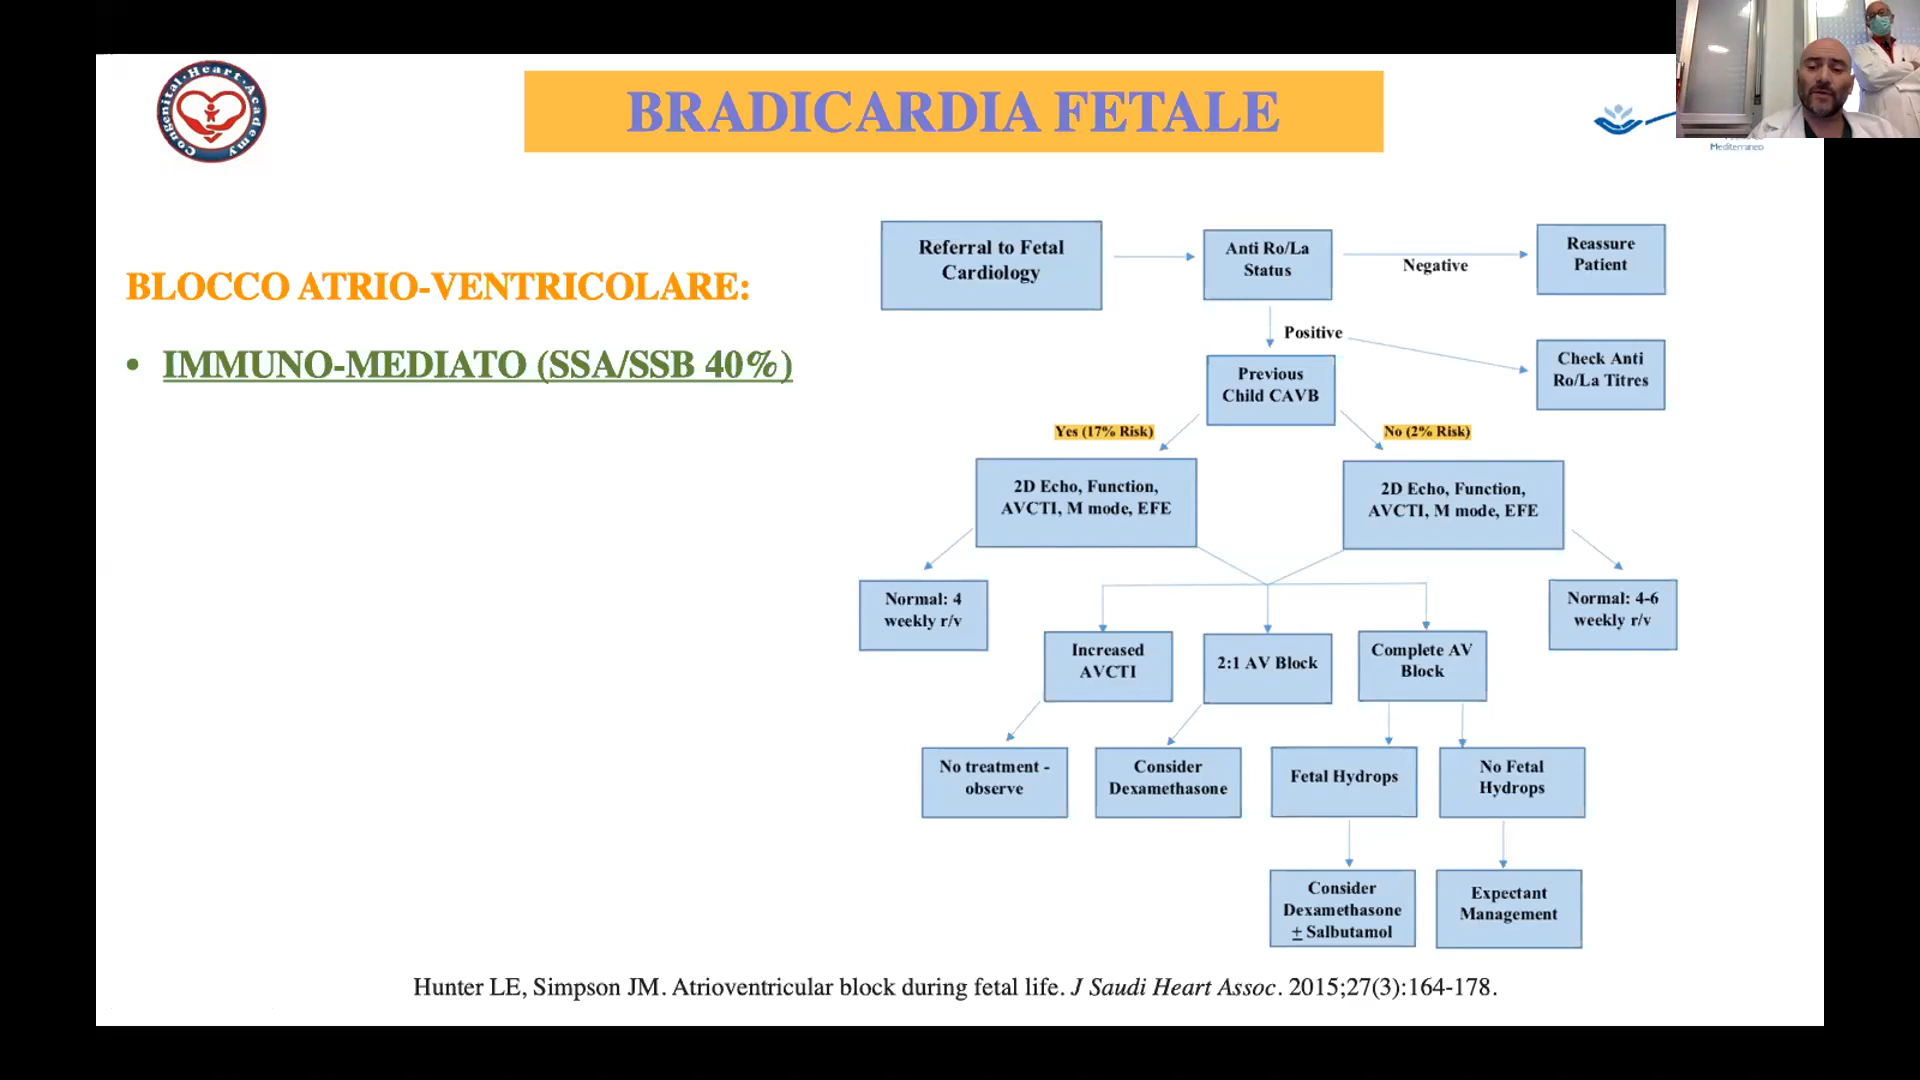 Congenital Heart Academy
BRADICARDIA FETALE
Mediterraneo
BLOCCO ATRIO-VENTRICOLARE:
• IMMUNO-MEDIATO (SSA/SSB 40%)
Referral to Fetal
Cardiology
Anti Ro/La
Status
Negative
Reassure
Patient
Positive
Check Anti
Ro/La Titres
Previous
Child CAVB
Yes (17% Risk)
No (2% Risk)
2D Echo, Function,
AVCTI, M mode, EFE
2D Echo, Function,
AVCTI, M mode, EFE
Normal: 4
weekly r/v
Normal: 4-6
weekly r/v
Increased
AVCTI
2:1 AV Block
Complete AV
Block
No treatment -
observe
Consider
Dexamethasone
Fetal Hydrops
No Fetal
Hydrops
Consider
Dexamethasone
± Salbutamol
Expectant
Management
Hunter LE, Simpson JM. Atrioventricular block during fetal life. J Saudi Heart Assoc. 2015;27(3):164-178.